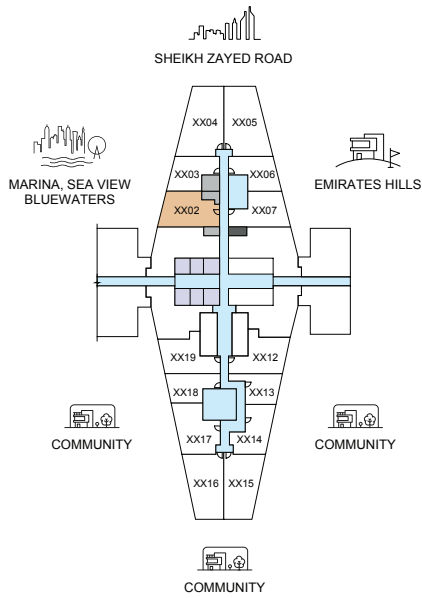 SHEIKH ZAYED ROAD
XX04
XX05
MARINA, SEA VIEW
BLUEWATERS
EMIRATES HILLS
XX03
XX06
XX02
XX07
XX19
XX12
XX18
XX13
COMMUNITY
COMMUNITY
XX17
XX14
XX16
XX15
COMMUNITY